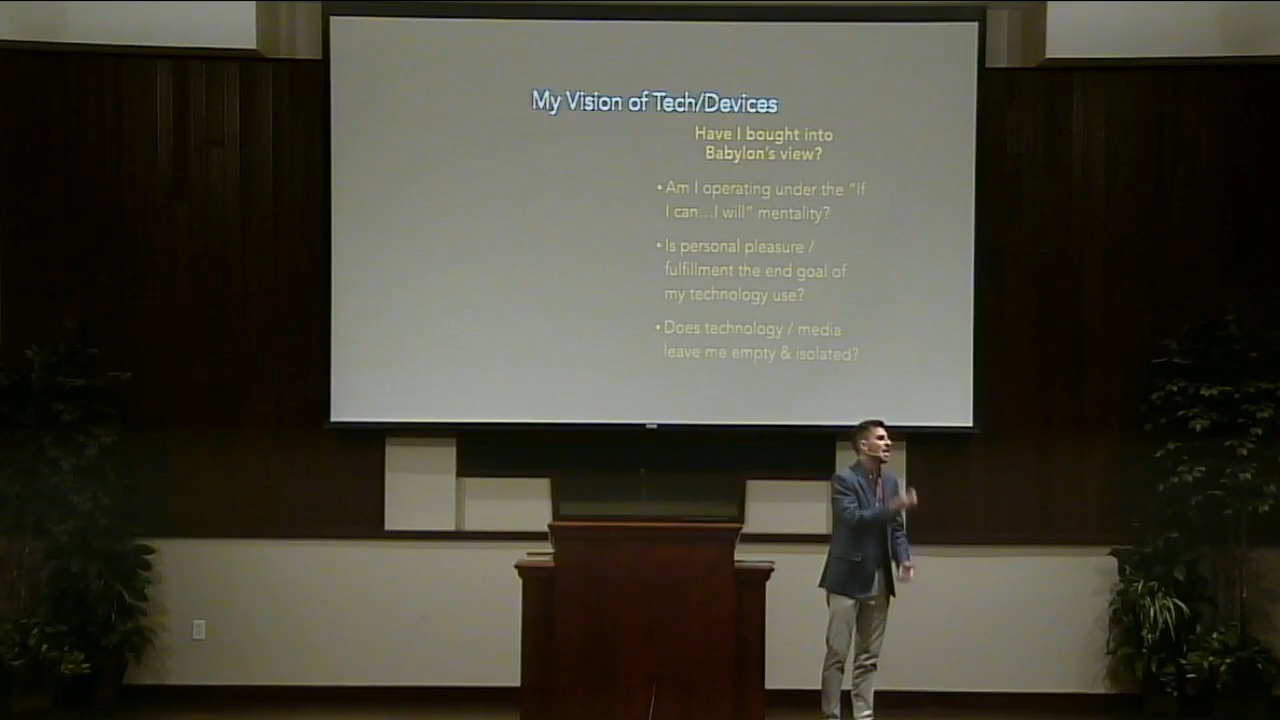 My Vision of Tech/Devices
Have I bought into
Babylon's view?
• Am I operating under the "If
I can...I will" mentality?
• Is personal pleasure /
fulfillment the end goal of
my technology use?
• Does technology / media
leave me empty & isolated?